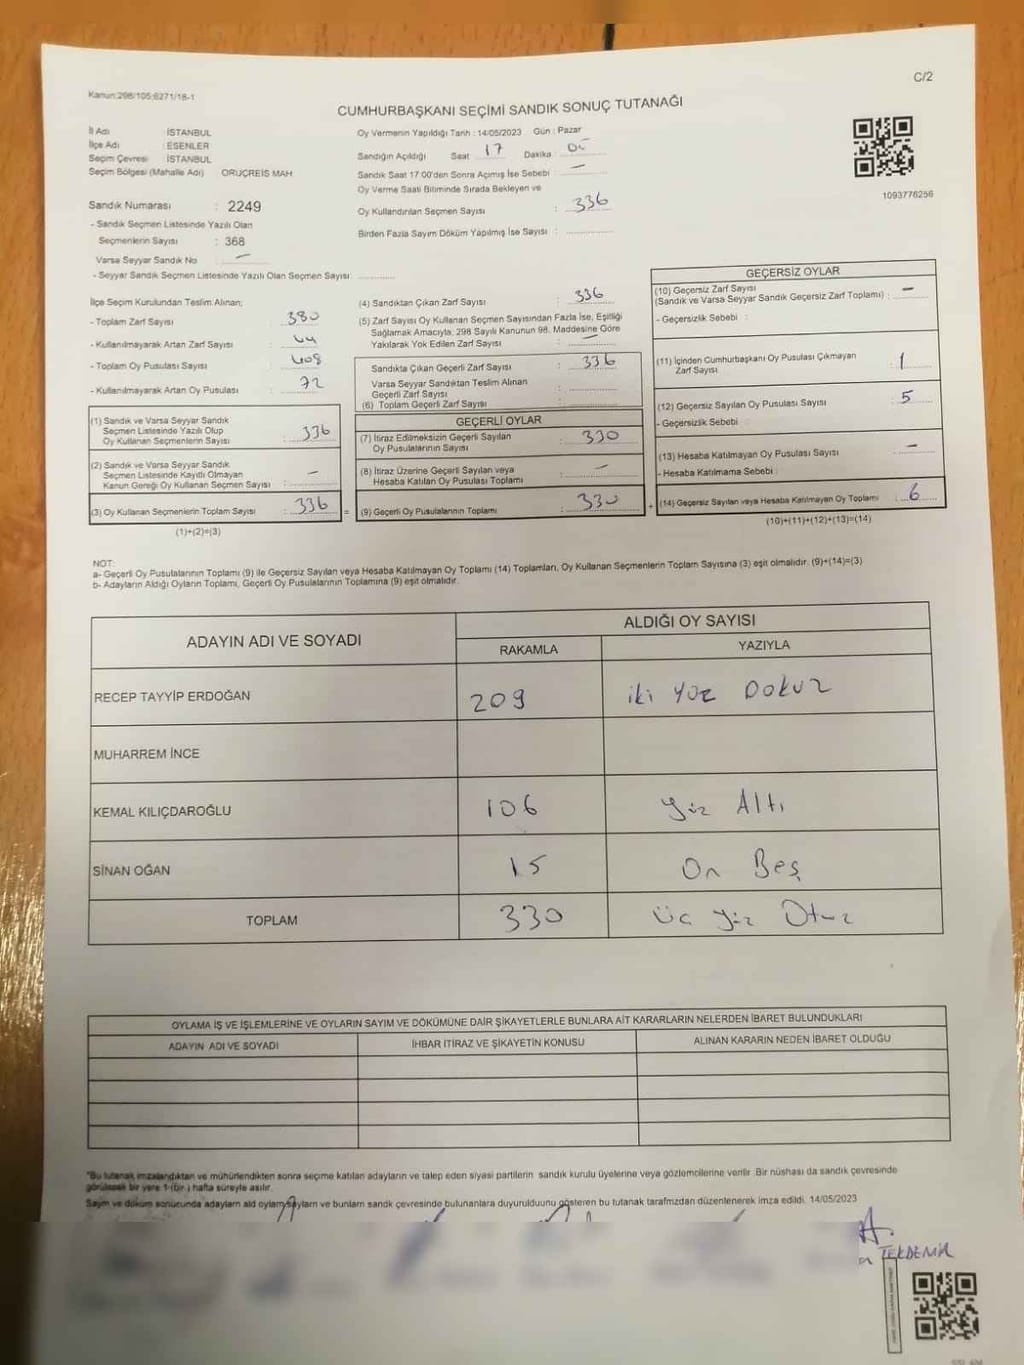 C/2
Kanun:298/105;6271/18-1
CUMHURBAŞKANI SEÇİMİ SANDIK SONUÇ TUTANAĞI
İl Adı : İSTANBUL
İlçe Adı : ESENLER
Seçim Çevresi : İSTANBUL
Seçim Bölgesi (Mahalle Adı) ORUÇREİS MAH
Sandık Numarası : 2249
- Sandık Seçmen Listesinde Yazılı Olan
Seçmenlerin Sayısı : 368
Varsa Seyyar Sandık No : —
- Seyyar Sandık Seçmen Listesinde Yazılı Olan Seçmen Sayısı:
Oy Vermenin Yapıldığı Tarih : 14/05/2023 Gün : Pazar
Sandığın Açıldığı Saat : 17 Dakika :
Sandık Saat 17:00'den Sonra Açımış İse Sebebi : —
Oy Verme Saati Bitiminde Sırada Bekleyen ve
Oy Kullandırılan Seçmen Sayısı : 336
Birden Fazla Sayım Döküm Yapılmış İse Sayısı :
1093776256
İlçe Seçim Kurulundan Teslim Alınan;
- Toplam Zarf Sayısı : 380
- Kullanılmayarak Artan Zarf Sayısı : 44
- Toplam Oy Pusulası Sayısı : 408
- Kullanılmayarak Artan Oy Pusulası : 72
(1) Sandık ve Varsa Seyyar Sandık
Seçmen Listesinde Yazılı Olup
Oy Kullanan Seçmenlerin Sayısı : 336
(2) Sandık ve Varsa Seyyar Sandık
Seçmen Listesinde Kayıtlı Olmayan
Kanun Gereği Oy Kullanan Seçmen Sayısı : —
(3) Oy Kullanan Seçmenlerin Toplam Sayısı : 336
(1)+(2)=(3)
(4) Sandıktan Çıkan Zarf Sayısı : 336
(5) Zarf Sayısı Oy Kullanan Seçmen Sayısından Fazla İse, Eşitliği
Sağlamak Amacıyla, 298 Sayılı Kanunun 98. Maddesine Göre
Yakılarak Yok Edilen Zarf Sayısı : —
Sandıkta Çıkan Geçerli Zarf Sayısı : 336
Varsa Seyyar Sandıktan Teslim Alınan
Geçerli Zarf Sayısı :
(6) Toplam Geçerli Zarf Sayısı :
=
GEÇERLİ OYLAR
(7) İtiraz Edilmeksizin Geçerli Sayılan
Oy Pusulalarının Sayısı : 330
(8) İtiraz Üzerine Geçerli Sayılan veya
Hesaba Katılan Oy Pusulası Toplamı : —
(9) Geçerli Oy Pusulalarının Toplamı : 330
+
GEÇERSİZ OYLAR
(10) Geçersiz Zarf Sayısı
(Sandık ve Varsa Seyyar Sandık Geçersiz Zarf Toplamı) : —
- Geçersizlik Sebebi :
(11) İçinden Cumhurbaşkanı Oy Pusulası Çıkmayan
Zarf Sayısı : 1
(12) Geçersiz Sayılan Oy Pusulası Sayısı : 5
- Geçersizlik Sebebi :
(13) Hesaba Katılmayan Oy Pusulası Sayısı : —
- Hesaba Katılmama Sebebi :
(14) Geçersiz Sayılan veya Hesaba Katılmayan Oy Toplamı : 6
(10)+(11)+(12)+(13)=(14)
NOT:
a- Geçerli Oy Pusulalarının Toplamı (9) ile Geçersiz Sayılan veya Hesaba Katılmayan Oy Toplamı (14) Toplamları, Oy Kullanan Seçmenlerin Toplam Sayısına (3) eşit olmalıdır. (9)+(14)=(3)
b- Adayların Aldığı Oyların Toplamı, Geçerli Oy Pusulalarının Toplamına (9) eşit olmalıdır.
ADAYIN ADI VE SOYADI ALDIĞI OY SAYISI
RAKAMLA YAZIYLA
RECEP TAYYİP ERDOĞAN 209 iki yüz Dokuz
MUHARREM İNCE
KEMAL KILIÇDAROĞLU 106 yüz Altı
SİNAN OĞAN 15 On Beş
TOPLAM 330 Üç yüz Otuz
OYLAMA İŞ VE İŞLEMLERİNE VE OYLARIN SAYIM VE DÖKÜMÜNE DAİR ŞİKAYETLERLE BUNLARA AİT KARARLARIN NELERDEN İBARET BULUNDUKLARI
ADAYIN ADI VE SOYADI İHBAR İTİRAZ VE ŞİKAYETİN KONUSU ALINAN KARARIN NEDEN İBARET OLDUĞU
*Bu tutanak imzalandıktan ve mühürlendikten sonra seçime katılan adayların ve talep eden siyasi partilerin sandık kurulu üyelerine veya gözlemcilerine verilir. Bir nüshası da sandık çevresinde
görülecek bir yere 1 (bir ) hafta süreyle asılır.
Sayım ve döküm sonucunda adayların ald oyların sayıların ve bunların sandk çevresinde bulunanlara duyurulduunu gösteren bu tutanak tarafmızdan düzenlenerek imza edildi. 14/05/2023
TEKDEMİR